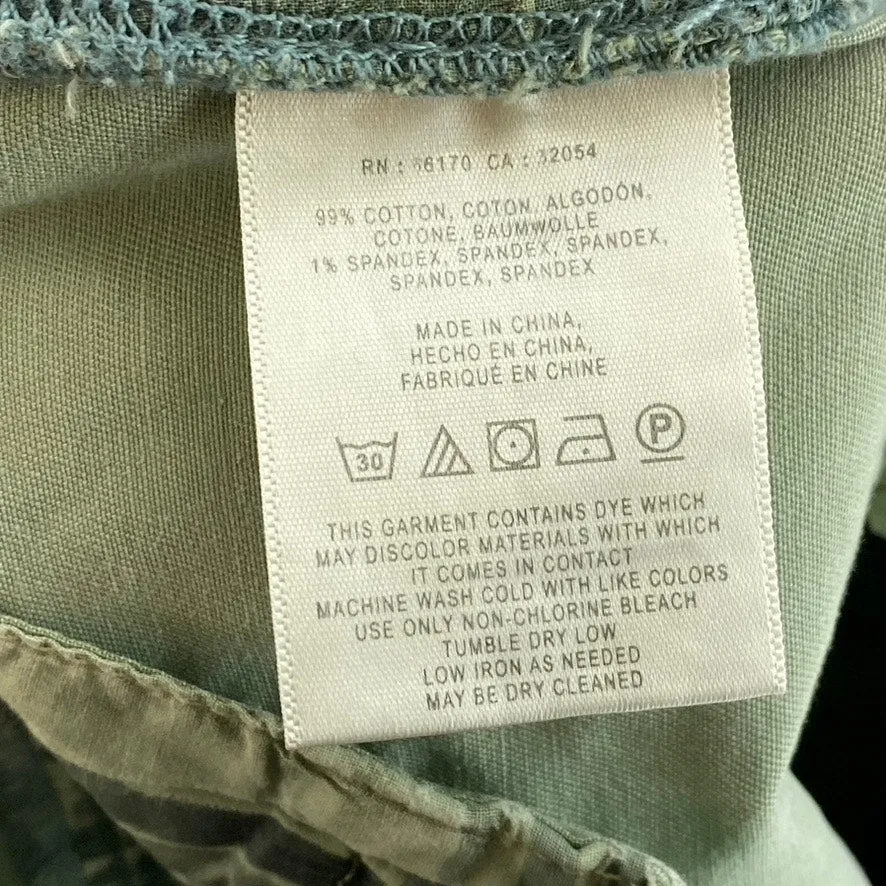 RN : 66170 CA : 32054
99% COTTON, COTON, ALGODÓN,
COTONE, BAUMWOLLE
1% SPANDEX, SPANDEX, SPANDEX,
SPANDEX, SPANDEX
MADE IN CHINA,
HECHO EN CHINA,
FABRIQUÉ EN CHINE
30 P
THIS GARMENT CONTAINS DYE WHICH
MAY DISCOLOR MATERIALS WITH WHICH
IT COMES IN CONTACT
MACHINE WASH COLD WITH LIKE COLORS
USE ONLY NON-CHLORINE BLEACH
TUMBLE DRY LOW
LOW IRON AS NEEDED
MAY BE DRY CLEANED